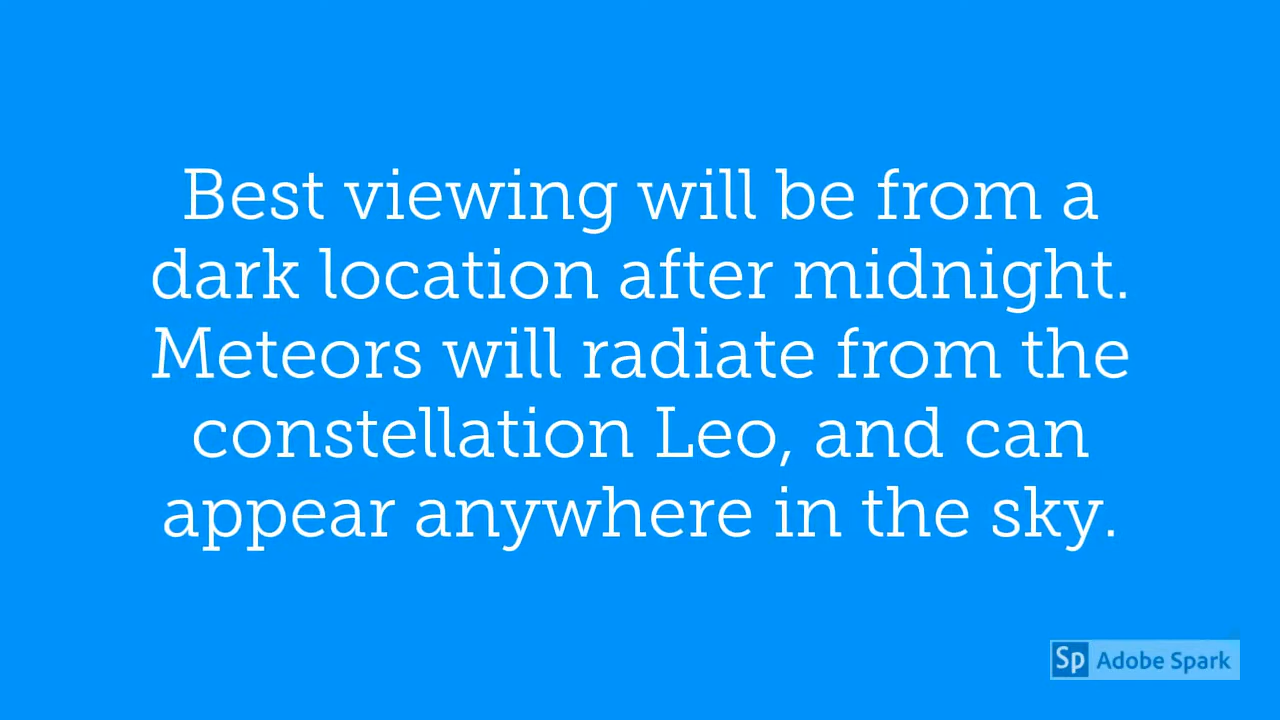 Best viewing will be from a
dark location after midnight.
Meteors will radiate from the
constellation Leo, and can
appear anywhere in the sky.
Sp Adobe Spark